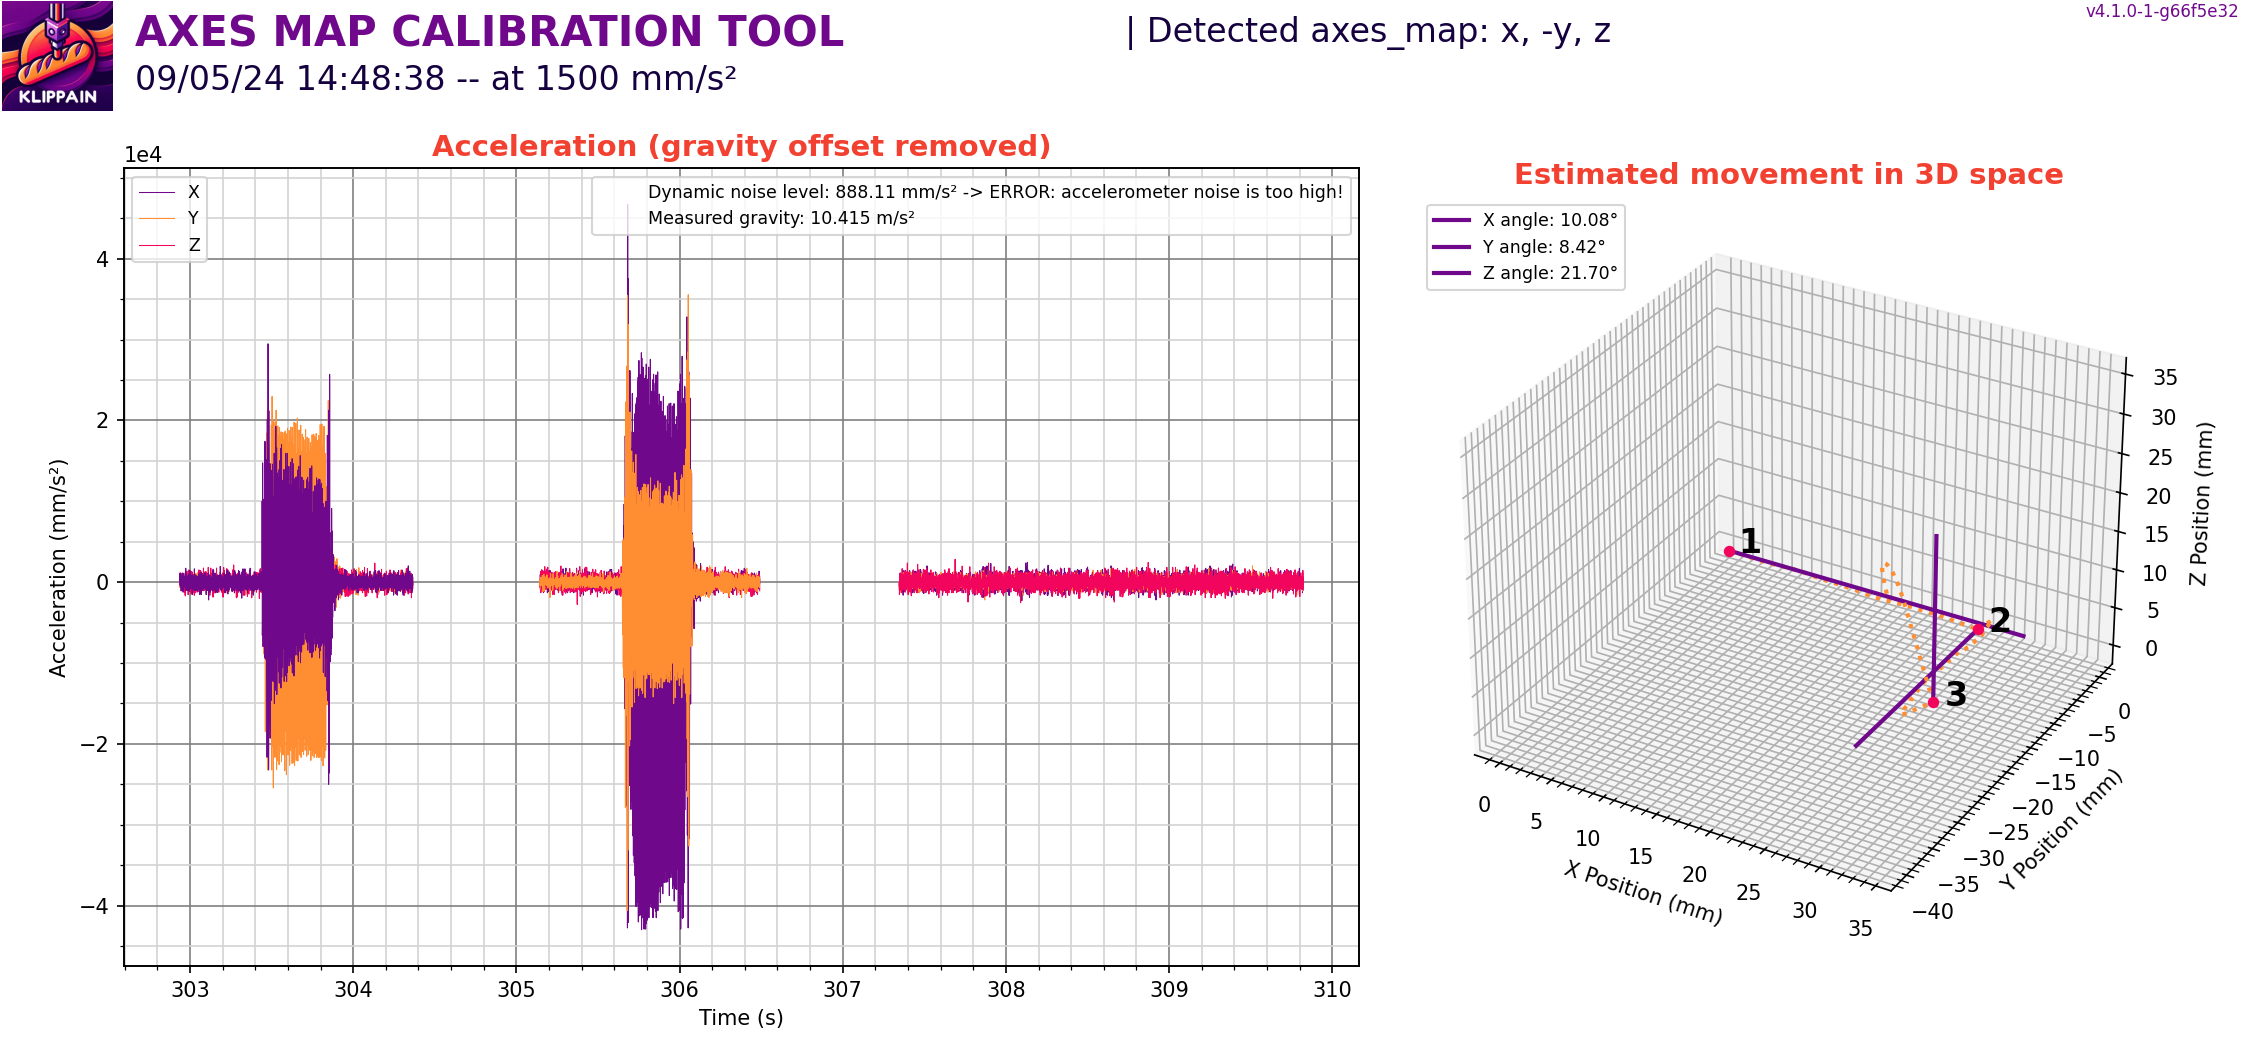 AXES MAP CALIBRATION TOOL
| Detected axes_map: x, -y, z
v4.1.0-1-g66f5e32
KLIPPAIN
09/05/24 14:48:38 -- at 1500 mm/s²
Acceleration (gravity offset removed)
1e4
X
Y
Z
Dynamic noise level: 888.11 mm/s² -> ERROR: accelerometer noise is too high!
Measured gravity: 10.415 m/s²
4
2
0
−2
−4
Acceleration (mm/s²)
303 304 305 306 307 308 309 310
Time (s)
Estimated movement in 3D space
X angle: 10.08°
Y angle: 8.42°
Z angle: 21.70°
1
2
3
35
30
25
20
15
10
5
0
Z Position (mm)
0
−5
−10
−15
−20
−25
−30
−35
−40
Y Position (mm)
0
5
10
15
20
25
30
35
X Position (mm)